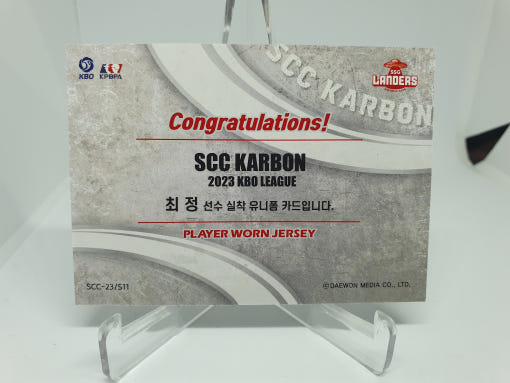 KBO
KPBPA
SSG
LANDERS
SCC KARBON
Congratulations!
SCC KARBON
2023 KBO LEAGUE
최 정 선수 실착 유니폼 카드입니다.
PLAYER WORN JERSEY
SCC-23/S11
©DAEWON MEDIA CO., LTD.